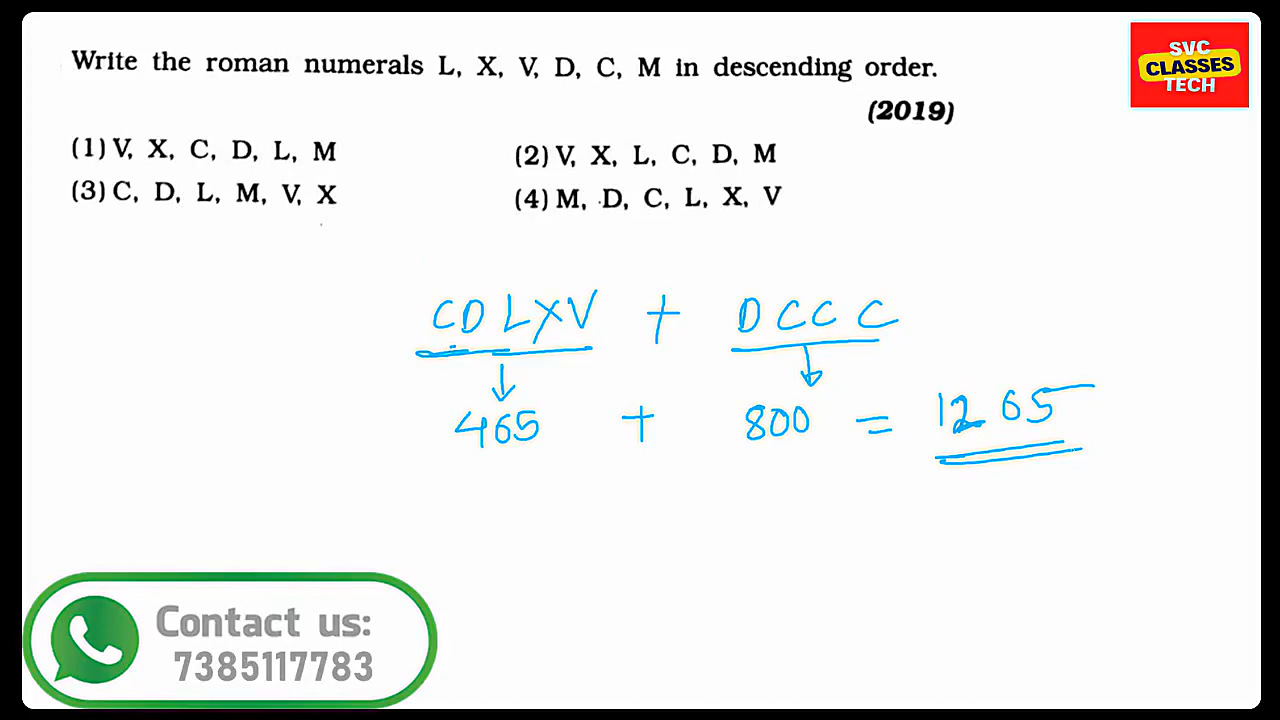 Write the roman numerals L, X, V, D, C, M in descending order.
(2019)
(1) V, X, C, D, L, M
(2) V, X, L, C, D, M
(3) C, D, L, M, V, X
(4) M, D, C, L, X, V
CDLXV + DCCC
465 + 800 = 1265
SVC
CLASSES
TECH
Contact us:
7385117783